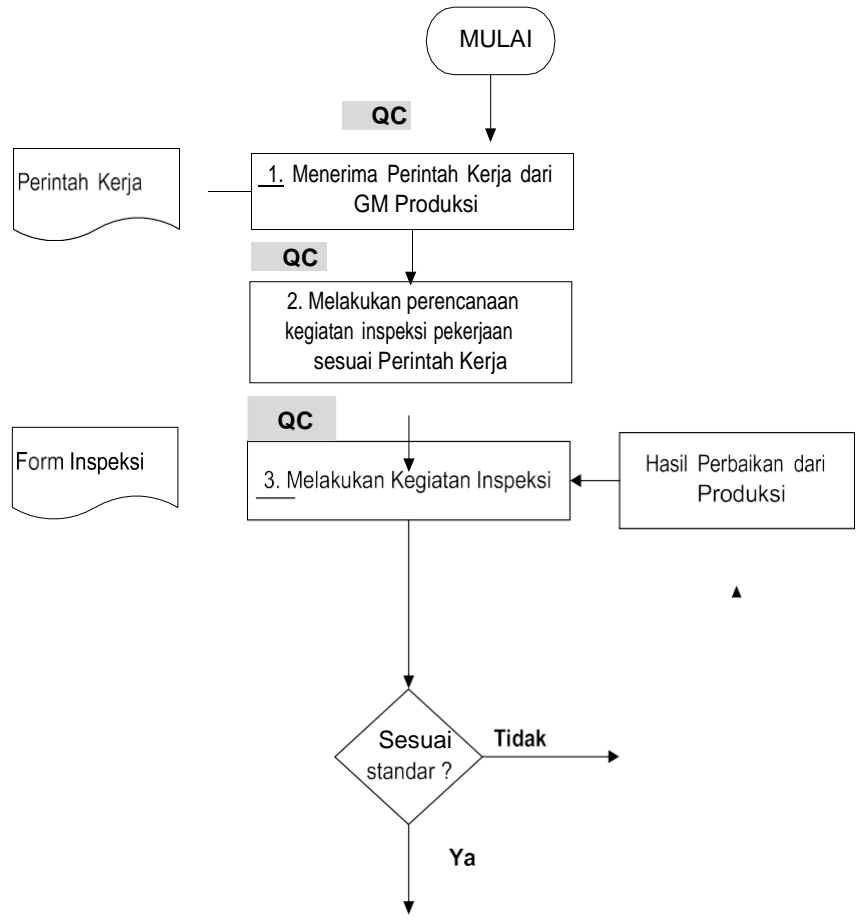 MULAI
QC
Perintah Kerja
1. Menerima Perintah Kerja dari
GM Produksi
QC
2. Melakukan perencanaan
kegiatan inspeksi pekerjaan
sesuai Perintah Kerja
QC
Form Inspeksi
3. Melakukan Kegiatan Inspeksi
Hasil Perbaikan dari
Produksi
Sesuai
standar ?
Tidak
Ya